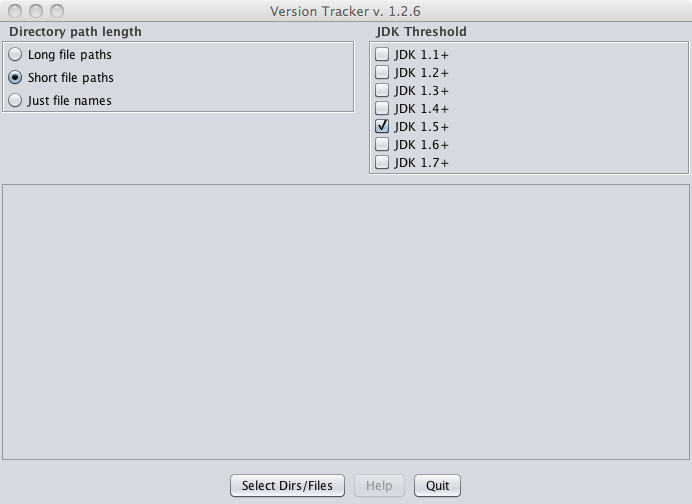 Version Tracker v. 1.2.6
Directory path length
Long file paths
Short file paths
Just file names
JDK Threshold
JDK 1.1+
JDK 1.2+
JDK 1.3+
JDK 1.4+
JDK 1.5+
JDK 1.6+
JDK 1.7+
Select Dirs/Files
Help
Quit